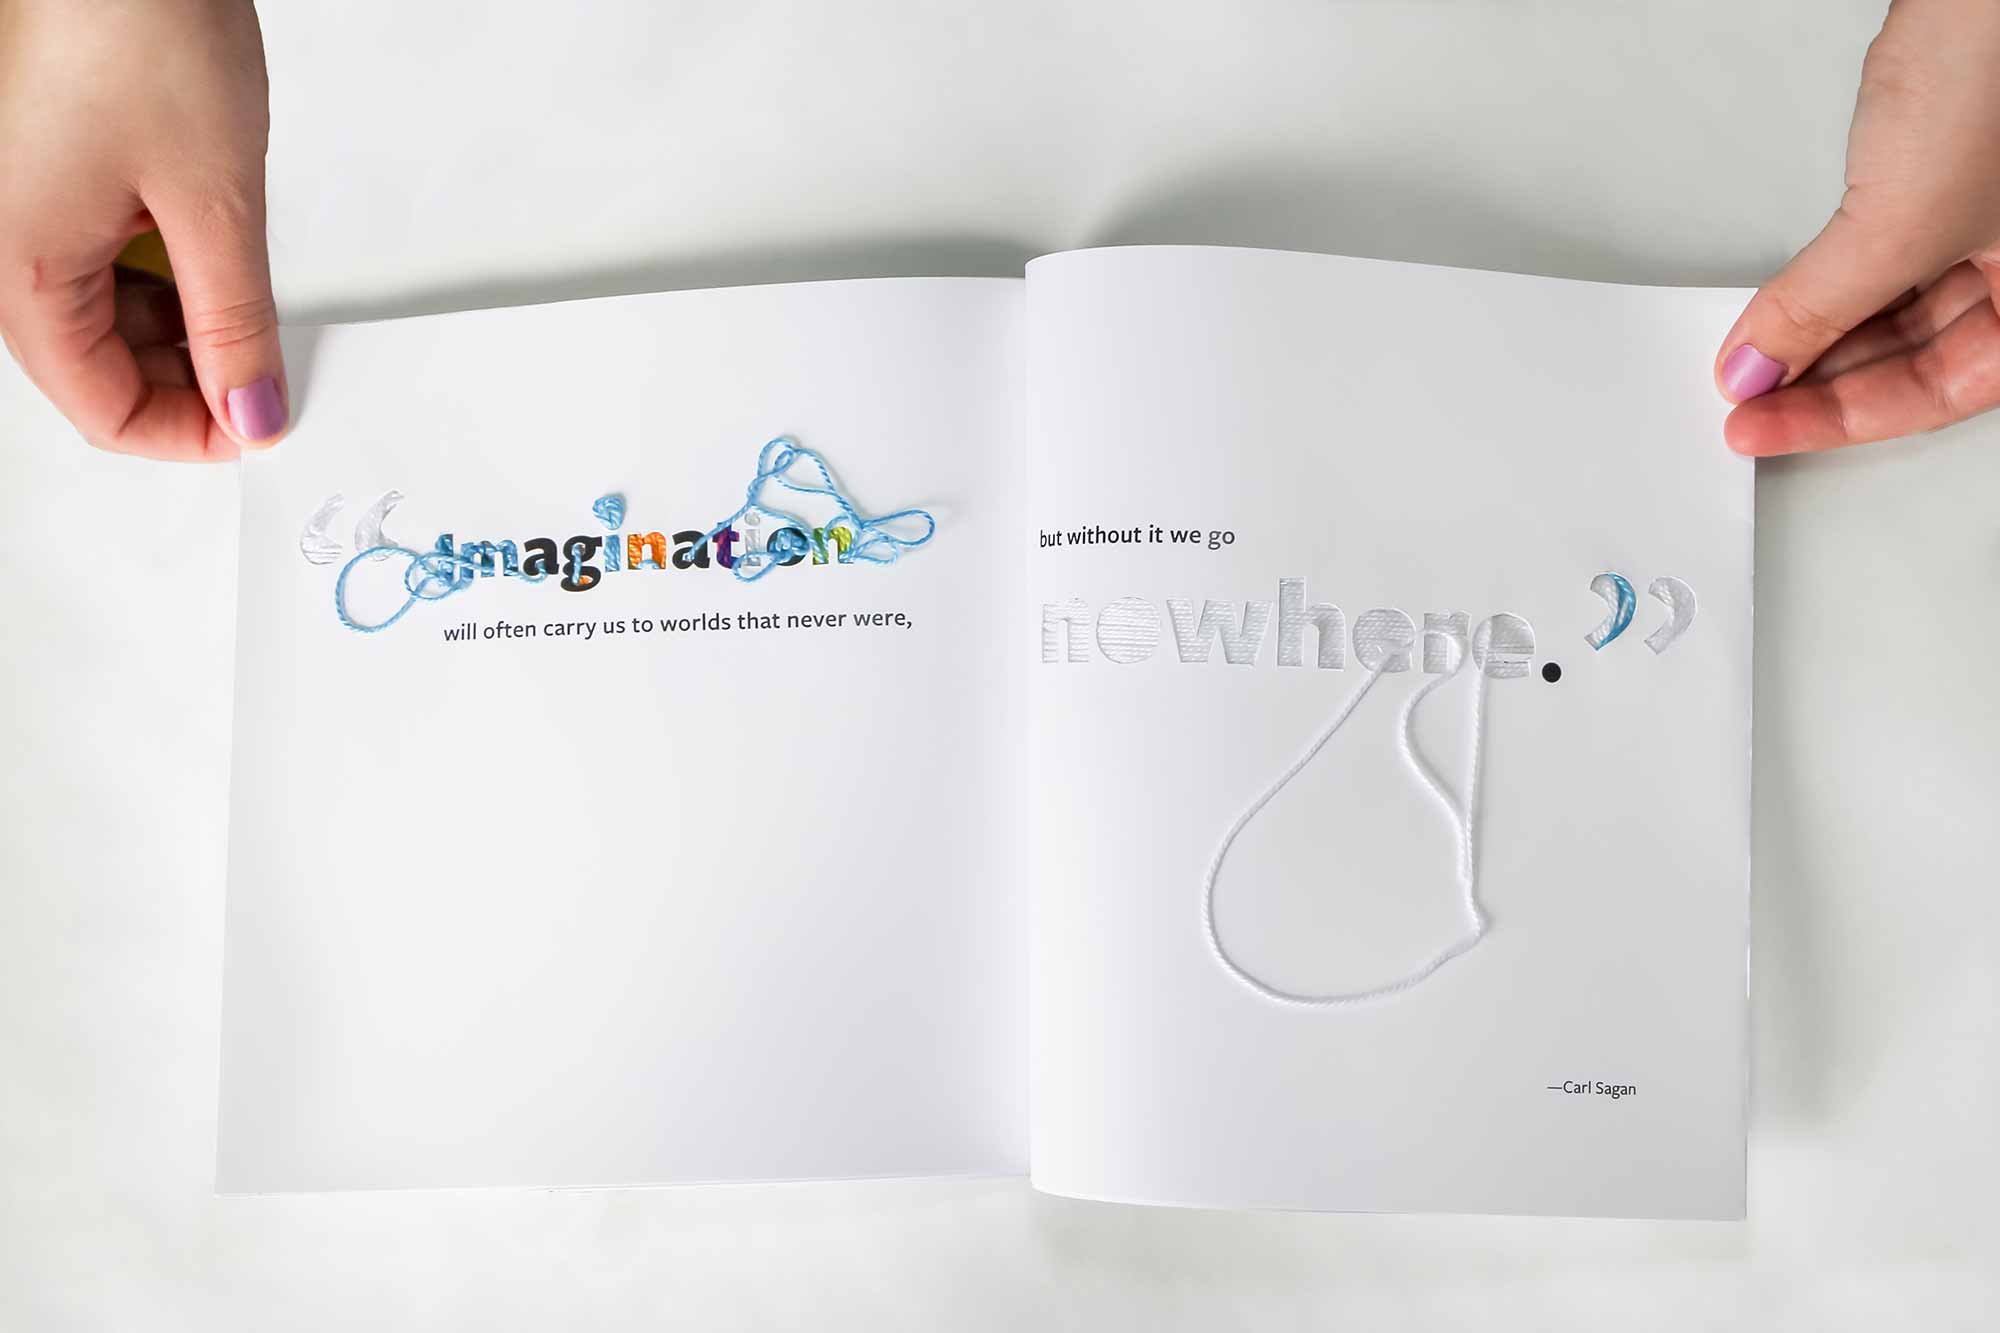 “Imagination
will often carry us to worlds that never were,
but without it we go
nowhere.”
—Carl Sagan